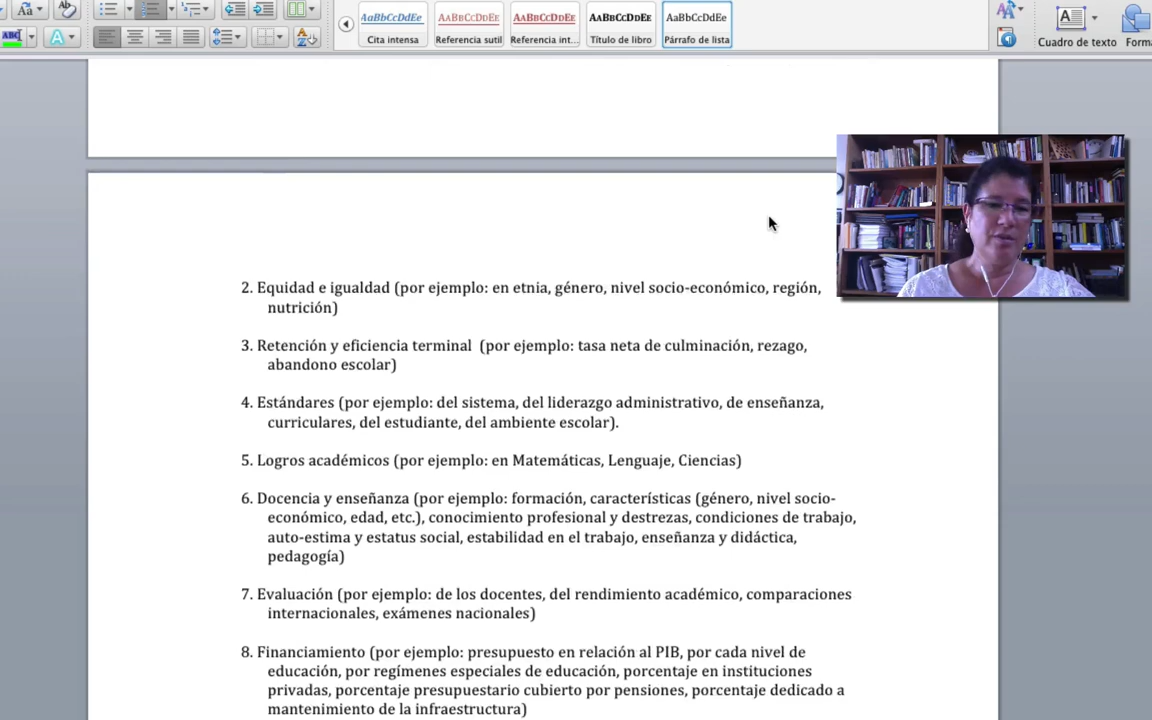 Aa
ABC
A
AaBbCcDdEe
AaBbCcDdEe
AaBbCcDdEe
AaBbCcDdEe
AaBbCcDdEe
Cita intensa
Referencia sutil
Referencia int...
Título de libro
Párrafo de lista
Cuadro de texto
Form
2. Equidad e igualdad (por ejemplo: en etnia, género, nivel socio-económico, región,
nutrición)
3. Retención y eficiencia terminal (por ejemplo: tasa neta de culminación, rezago,
abandono escolar)
4. Estándares (por ejemplo: del sistema, del liderazgo administrativo, de enseñanza,
curriculares, del estudiante, del ambiente escolar).
5. Logros académicos (por ejemplo: en Matemáticas, Lenguaje, Ciencias)
6. Docencia y enseñanza (por ejemplo: formación, características (género, nivel socio-
económico, edad, etc.), conocimiento profesional y destrezas, condiciones de trabajo,
auto-estima y estatus social, estabilidad en el trabajo, enseñanza y didáctica,
pedagogía)
7. Evaluación (por ejemplo: de los docentes, del rendimiento académico, comparaciones
internacionales, exámenes nacionales)
8. Financiamiento (por ejemplo: presupuesto en relación al PIB, por cada nivel de
educación, por regímenes especiales de educación, porcentaje en instituciones
privadas, porcentaje presupuestario cubierto por pensiones, porcentaje dedicado a
mantenimiento de la infraestructura)